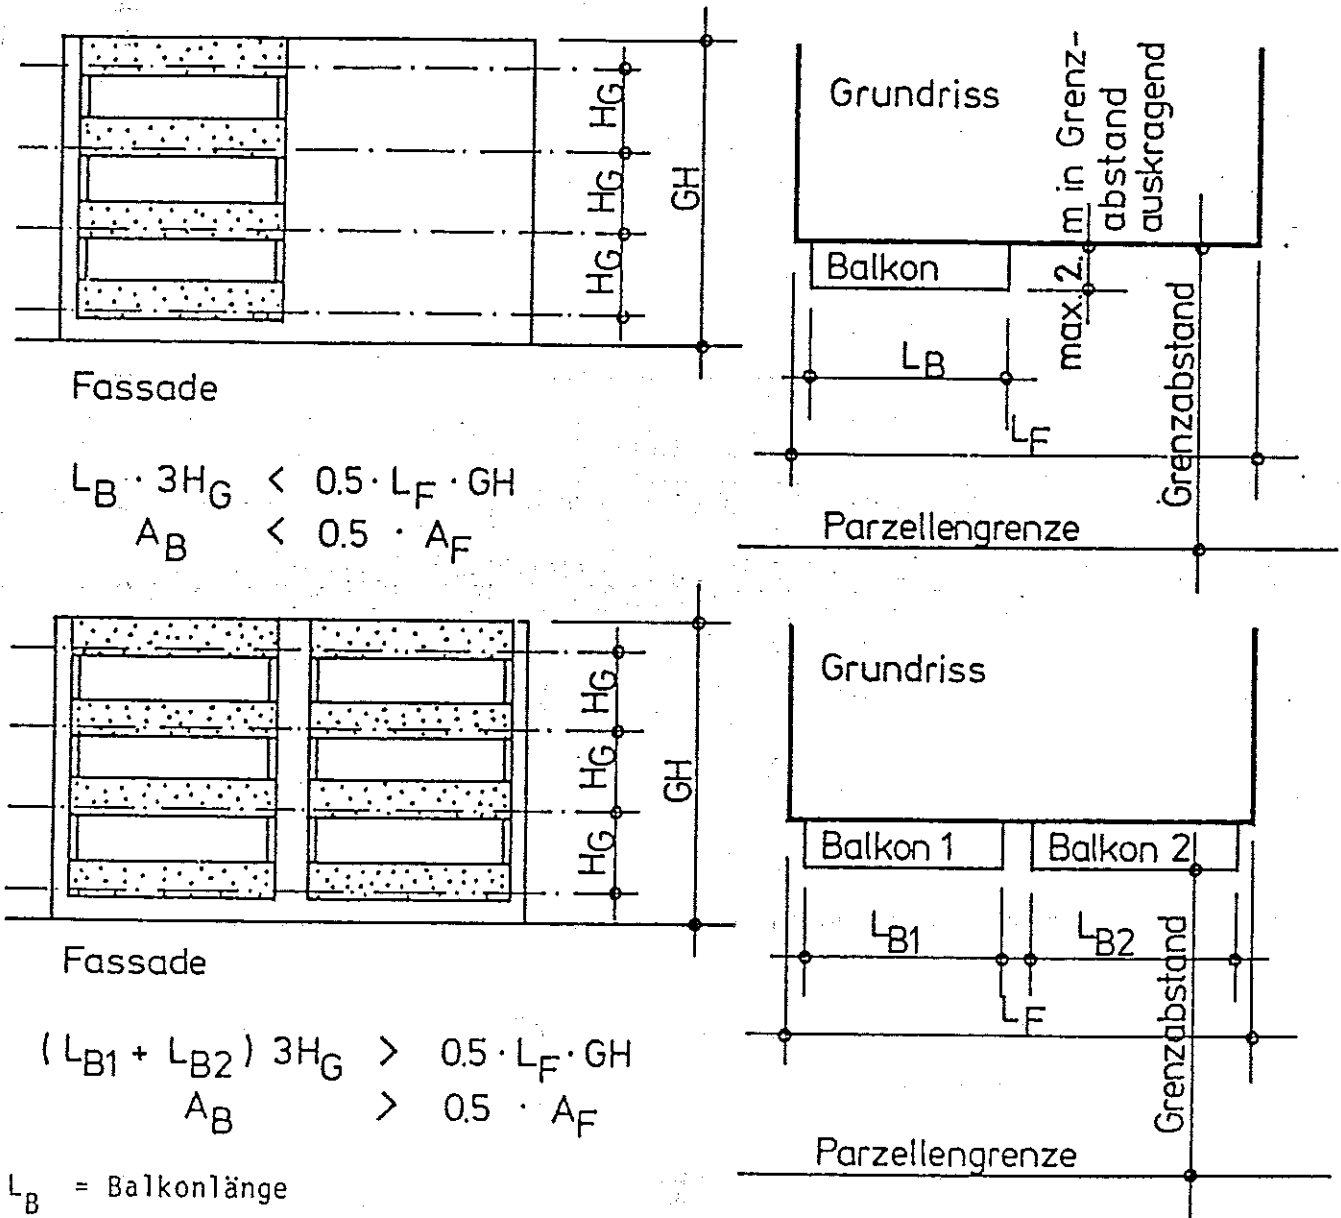 HG
HG
HG
GH
Fassade
LB · 3HG < 0.5 · LF · GH
AB < 0.5 · AF
Grundriss
max. 2. m in Grenz-
abstand
auskragend
Balkon
LB
LF
Grenzabstand
Parzellengrenze
HG
HG
HG
GH
Fassade
(LB1 + LB2) 3HG > 0.5 · LF · GH
AB > 0.5 · AF
Grundriss
Balkon 1
Balkon 2
LB1
LB2
LF
Grenzabstand
Parzellengrenze
LB = Balkonlänge